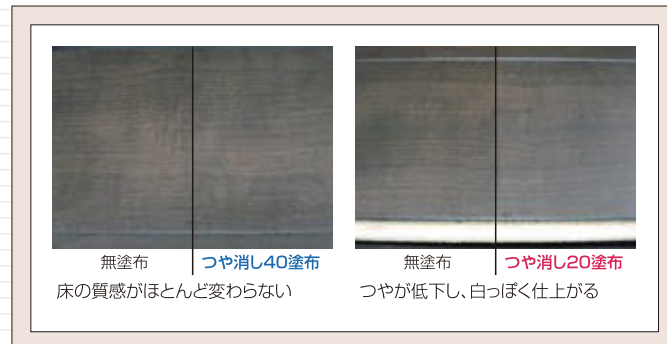 無塗布 つや消し40塗布
床の質感がほとんど変わらない
無塗布 つや消し20塗布
つやが低下し、白っぽく仕上がる